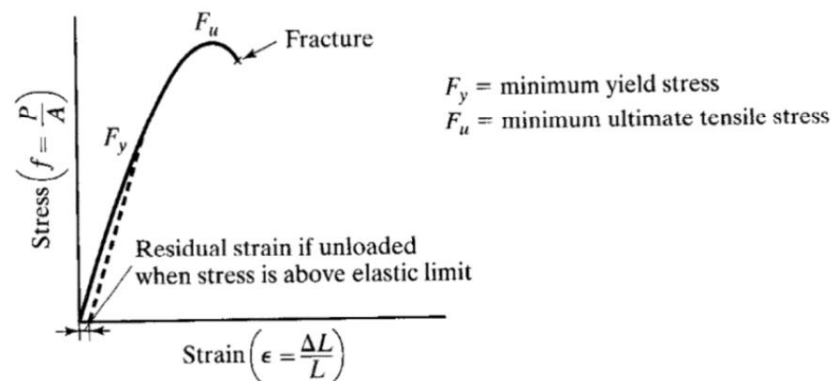 F_u
Fracture
F_y = minimum yield stress
F_u = minimum ultimate tensile stress
Stress (f = P/A)
F_y
Residual strain if unloaded
when stress is above elastic limit
Strain (ϵ = ΔL/L)